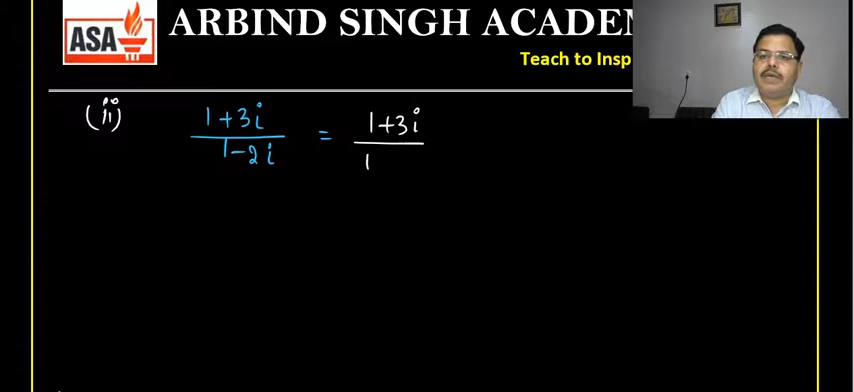 ASA
ARBIND SINGH ACADEM
Teach to Insp
(ii) 1+3i / 1-2i = 1+3i / 1